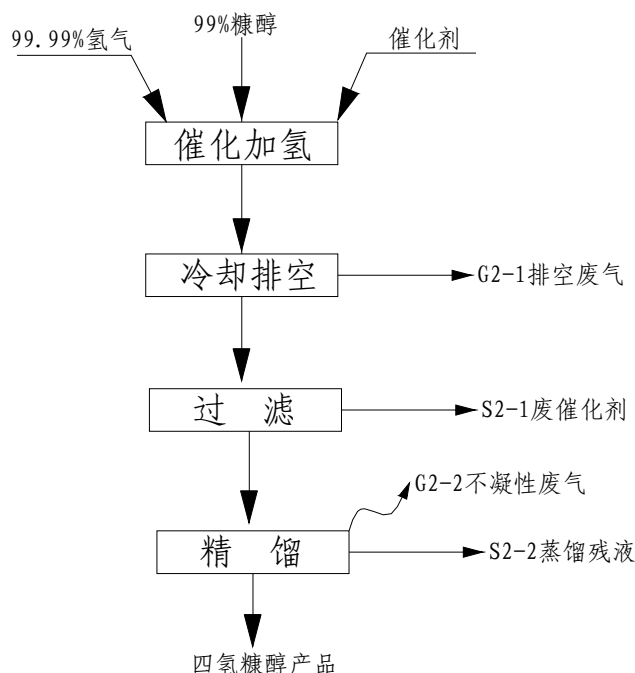 99.99%氢气
99%糠醇
催化剂
催化加氢
冷却排空
G2-1排空废气
过 滤
S2-1废催化剂
G2-2不凝性废气
精 馏
S2-2蒸馏残液
四氢糠醇产品